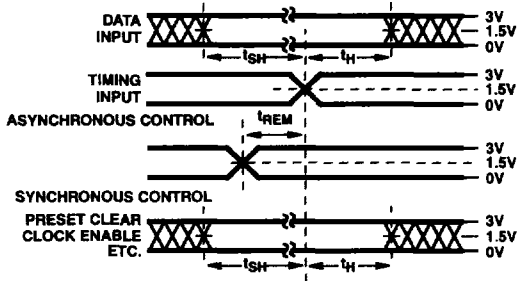 DATA INPUT
3V
1.5V
0V
tSH
tH
TIMING INPUT
3V
1.5V
0V
ASYNCHRONOUS CONTROL
tREM
3V
1.5V
0V
SYNCHRONOUS CONTROL
PRESET CLEAR
CLOCK ENABLE
ETC.
3V
1.5V
0V
tSH
tH